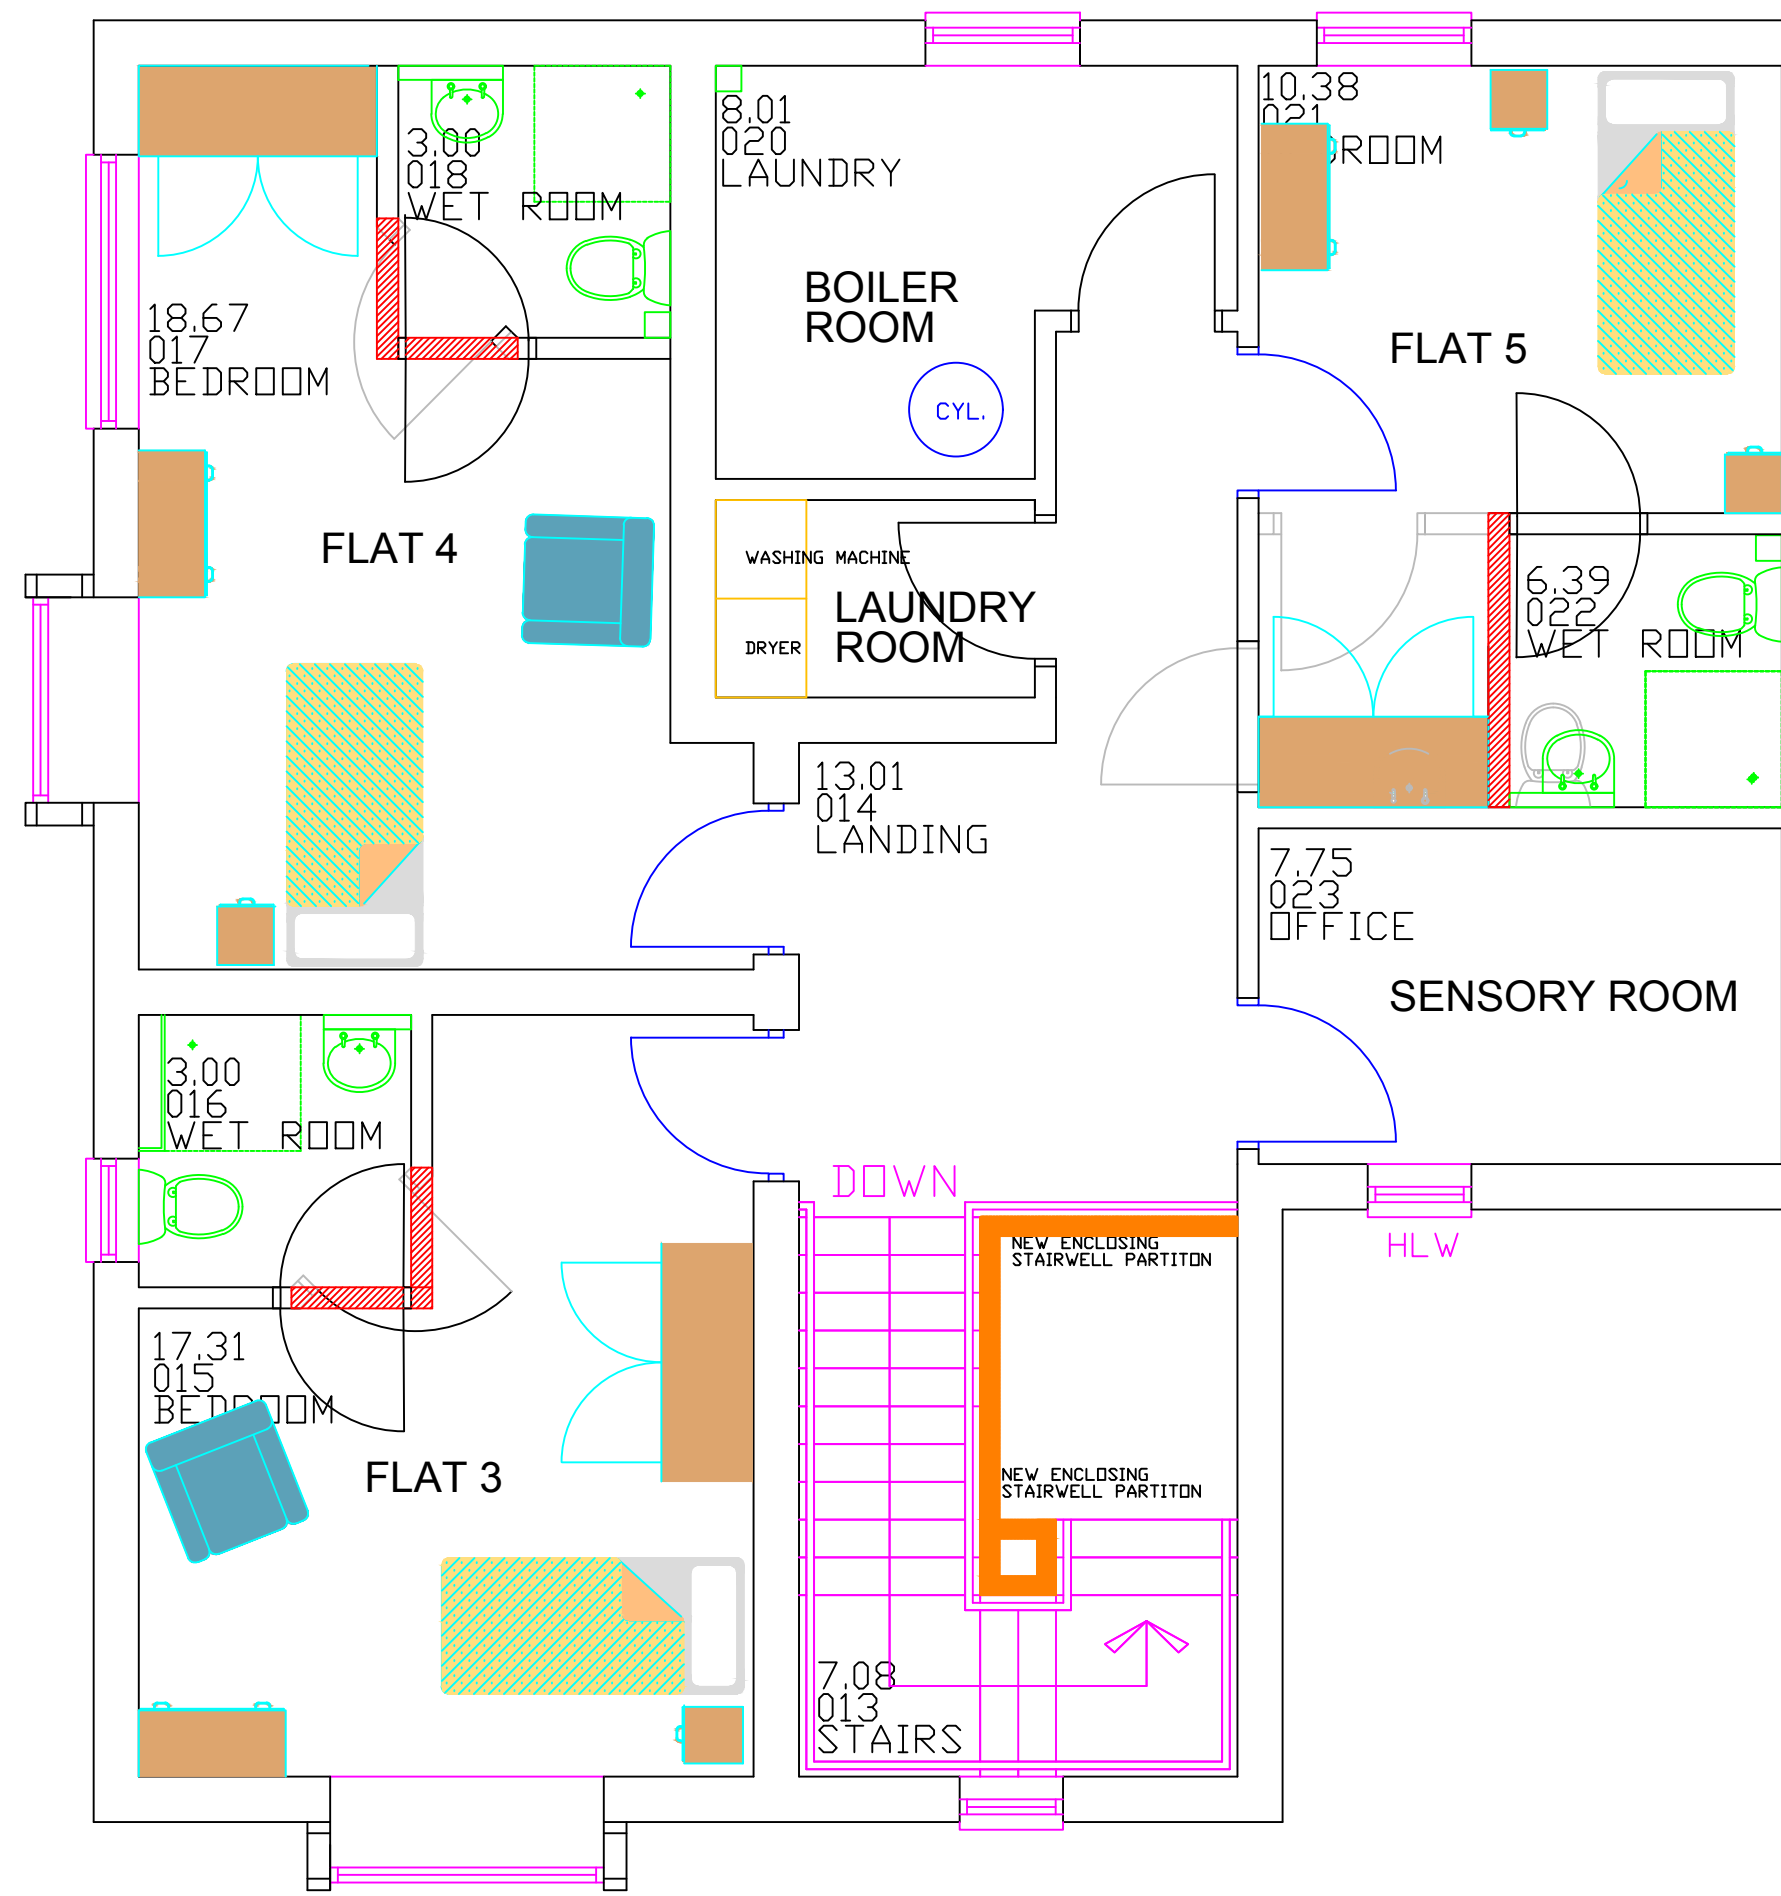 3.00
018
WET ROOM
8.01
020
LAUNDRY
10.38
021
BOILER
ROOM
18.67
017
BEDROOM
CYL.
FLAT 5
FLAT 4
WASHING MACHINE
DRYER
LAUNDRY
ROOM
6.39
022
WET ROOM
13.01
014
LANDING
7.75
023
OFFICE
SENSORY ROOM
3.00
016
WET ROOM
DOWN
HLW
NEW ENCLOSING
STAIRWELL PARTITON
17.31
015
BEDROOM
FLAT 3
NEW ENCLOSING
STAIRWELL PARTITON
7.08
013
STAIRS